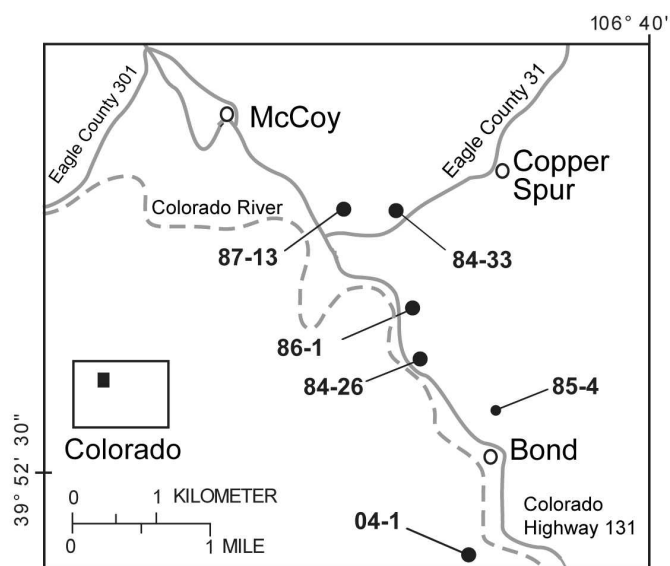 106° 40'
Eagle County 301
McCoy
Eagle County 31
Copper
Spur
Colorado River
87-13
84-33
86-1
84-26
85-4
Colorado
Bond
39° 52' 30"
0 1 KILOMETER
0 1 MILE
Colorado
Highway 131
04-1